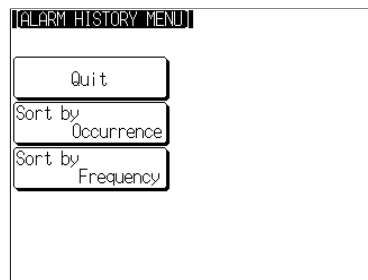 [ALARM HISTORY MENU]
Quit
Sort by
Occurrence
Sort by
Frequency